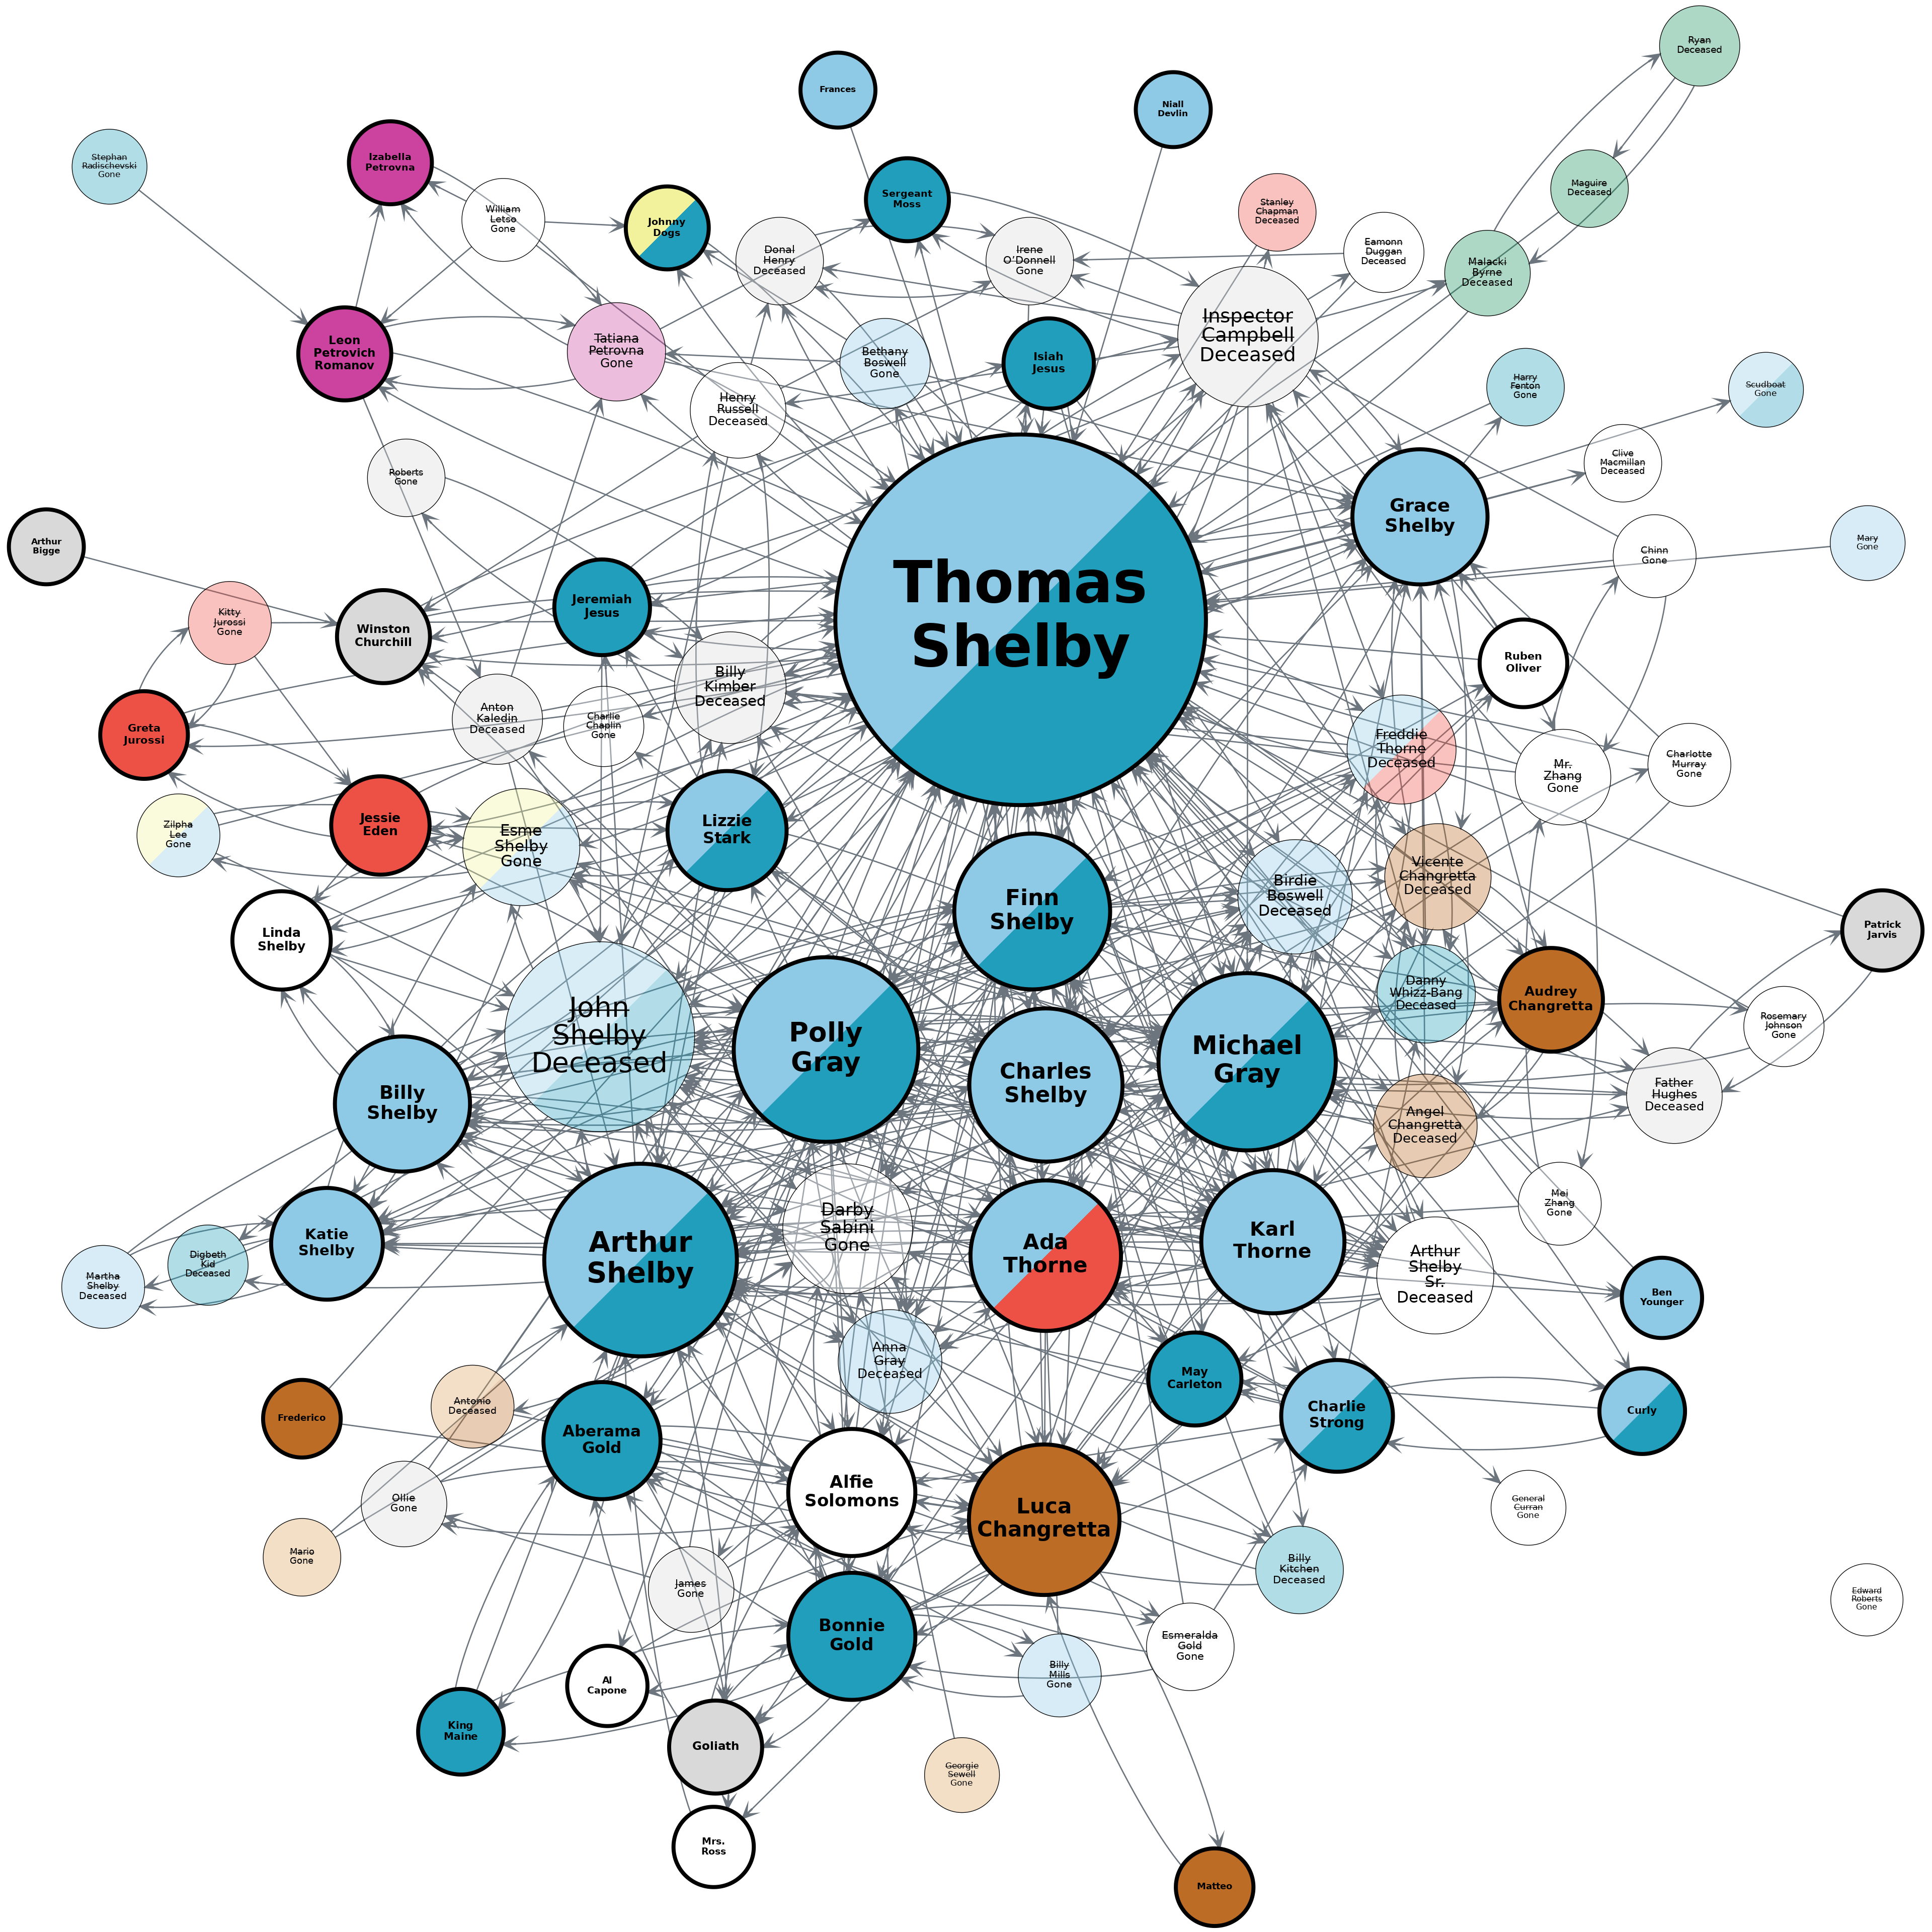 Ryan
Deceased
Frances
Niall
Devlin
Stephan
Radischevski
Gone
Izabella
Petrovna
William
Letso
Gone
Johnny
Dogs
Sergeant
Moss
Donal
Henry
Deceased
Irene
O'Donnell
Gone
Stanley
Chapman
Deceased
Eamonn
Duggan
Deceased
Maguire
Deceased
Malacki
Byrne
Deceased
Inspector
Campbell
Deceased
Leon
Petrovich
Romanov
Tatiana
Petrovna
Gone
Bethany
Boswell
Gone
Isiah
Jesus
Henry
Russell
Deceased
Harry
Fenton
Gone
Scudboat
Gone
Roberts
Gone
Clive
Macmillan
Deceased
Grace
Shelby
Arthur
Bigge
Chinn
Gone
Mary
Gone
Kitty
Jurossi
Gone
Winston
Churchill
Jeremiah
Jesus
Thomas
Shelby
Ruben
Oliver
Greta
Jurossi
Anton
Kaledin
Deceased
Charlie
Chaplin
Gone
Billy
Kimber
Deceased
Freddie
Thorne
Deceased
Mr.
Zhang
Gone
Charlotte
Murray
Gone
Zilpha
Lee
Gone
Jessie
Eden
Esme
Shelby
Gone
Lizzie
Stark
Finn
Shelby
Birdie
Boswell
Deceased
Vicente
Changretta
Deceased
Patrick
Jarvis
Linda
Shelby
John
Shelby
Deceased
Polly
Gray
Charles
Shelby
Michael
Gray
Danny
Whizz-Bang
Deceased
Audrey
Changretta
Rosemary
Johnson
Gone
Billy
Shelby
Angel
Changretta
Deceased
Father
Hughes
Deceased
Katie
Shelby
Arthur
Shelby
Darby
Sabini
Gone
Ada
Thorne
Karl
Thorne
Mei
Zhang
Gone
Martha
Shelby
Deceased
Digbeth
Kid
Deceased
Arthur
Shelby
Sr.
Deceased
Ben
Younger
Anna
Gray
Deceased
May
Carleton
Charlie
Strong
Curly
Frederico
Antonio
Deceased
Aberama
Gold
Alfie
Solomons
Luca
Changretta
Ollie
Gone
General
Curran
Gone
Mario
Gone
James
Gone
Billy
Kitchen
Deceased
Edward
Roberts
Gone
Bonnie
Gold
Esmeralda
Gold
Gone
Al
Capone
Billy
Mills
Gone
King
Maine
Goliath
Georgie
Sewell
Gone
Mrs.
Ross
Matteo